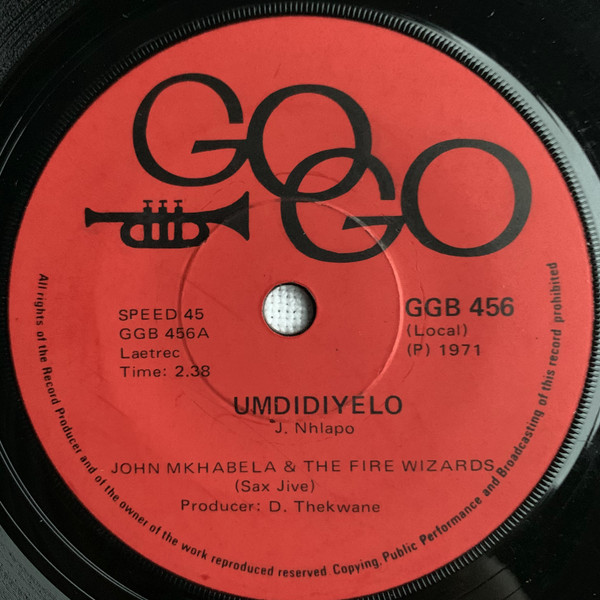 GO
GO
SPEED 45
GGB 456A
Laetrec
Time: 2.38
GGB 456
(Local)
(P) 1971
UMDIDIYELO
J. Nhlapo
JOHN MKHABELA & THE FIRE WIZARDS
(Sax Jive)
Producer: D. Thekwane
All rights of the Record Producer and of the owner of the work reproduced reserved. Copying, Public Performance and Broadcasting of this record prohibited